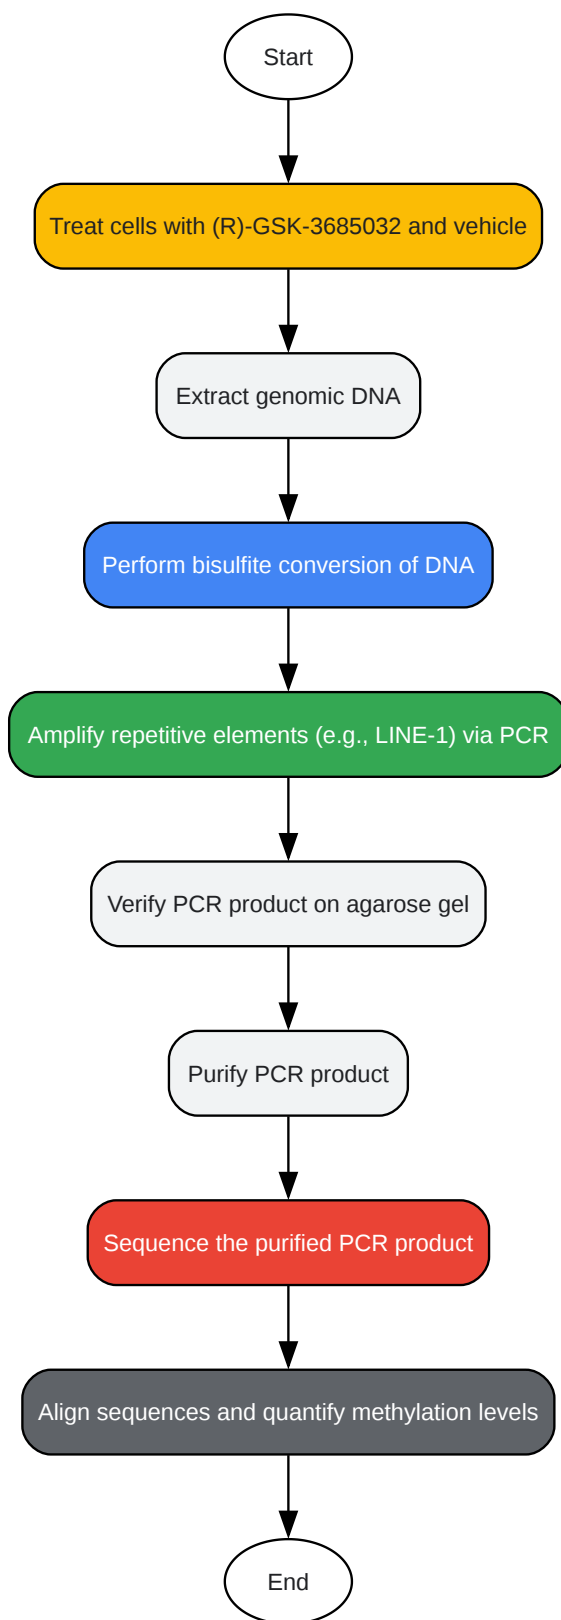 Start
Treat cells with (R)-GSK-3685032 and vehicle
Extract genomic DNA
Perform bisulfite conversion of DNA
Amplify repetitive elements (e.g., LINE-1) via PCR
Verify PCR product on agarose gel
Purify PCR product
Sequence the purified PCR product
Align sequences and quantify methylation levels
End